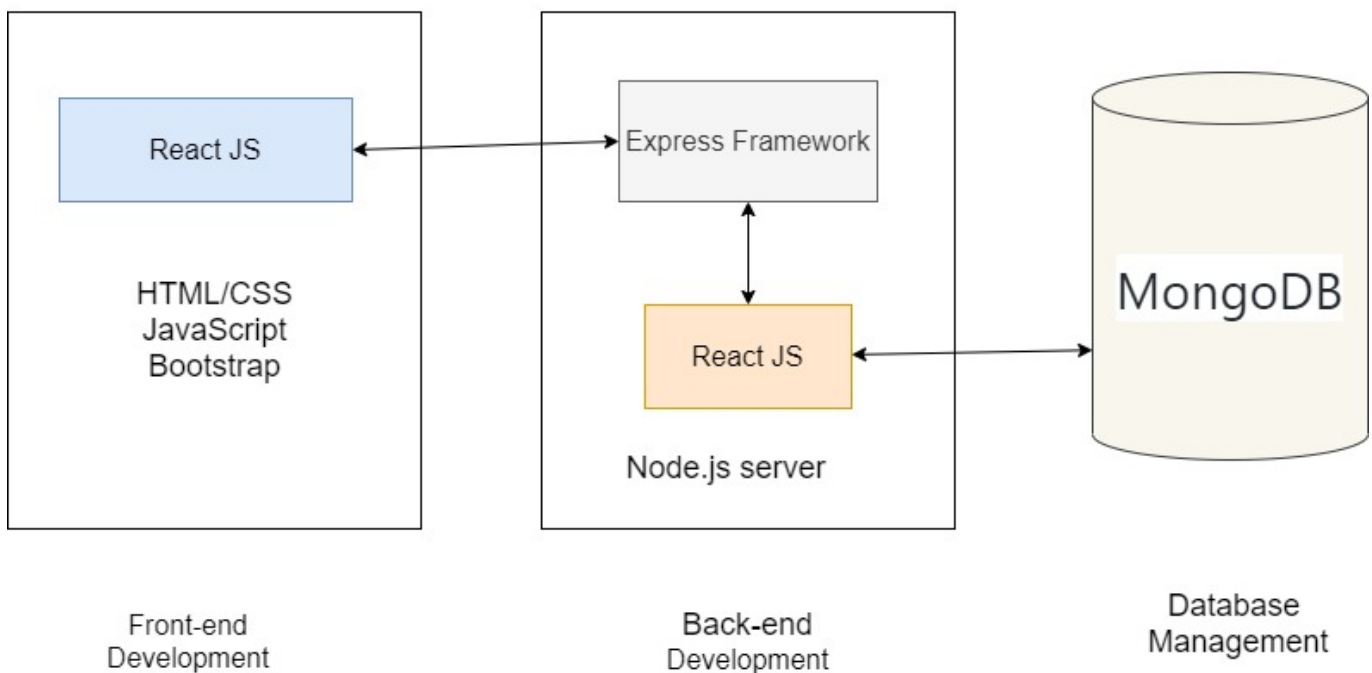 React JS
HTML/CSS
JavaScript
Bootstrap
Express Framework
React JS
Node.js server
MongoDB
Front-end
Development
Back-end
Development
Database
Management